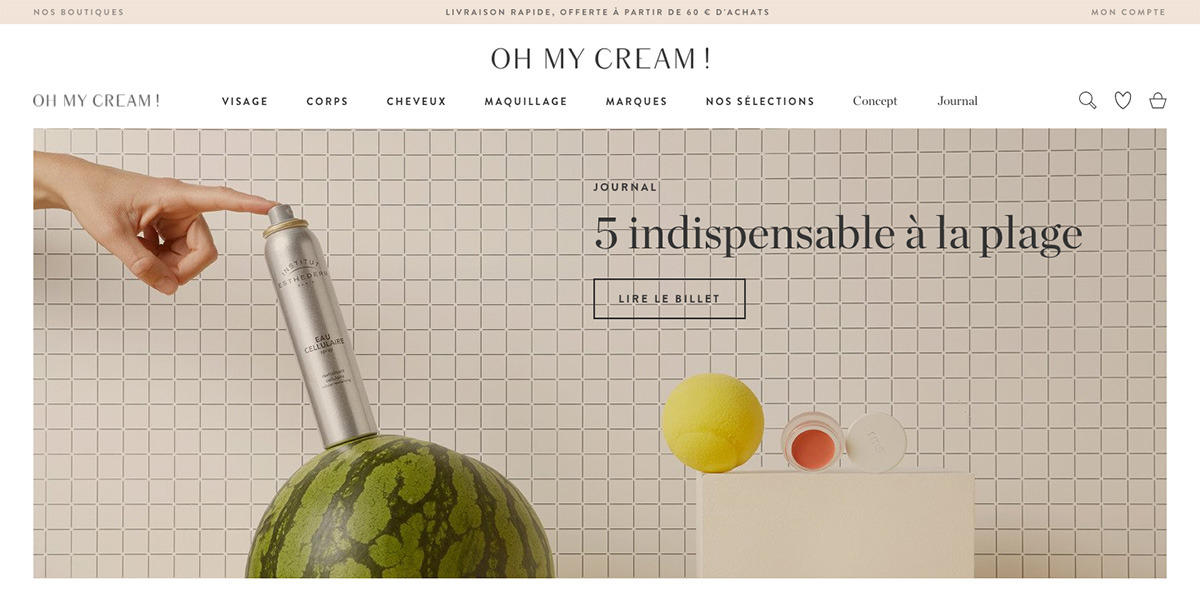 NOS BOUTIQUES
LIVRAISON RAPIDE, OFFERTE À PARTIR DE 60 € D'ACHATS
MON COMPTE
OH MY CREAM !
OH MY CREAM !
VISAGE
CORPS
CHEVEUX
MAQUILLAGE
MARQUES
NOS SÉLECTIONS
Concept
Journal
JOURNAL
5 indispensable à la plage
LIRE LE BILLET
INSTITUT
ESTHEDERM
PARIS
EAU
CELLULAIRE
spray
rms